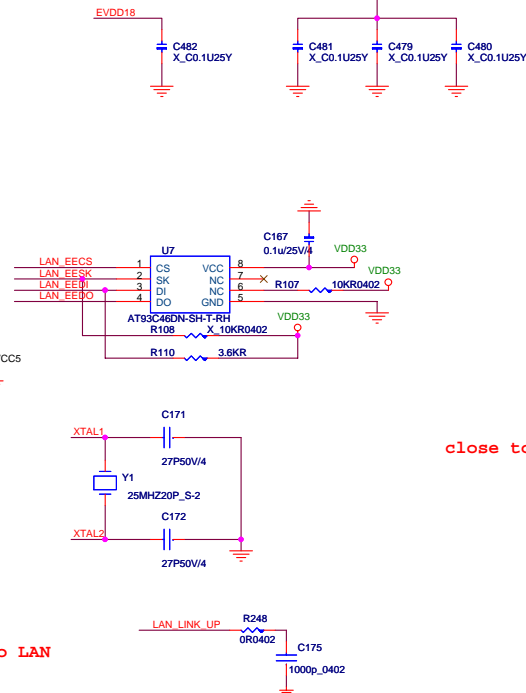 EVDD18
C482
X_C0.1U25Y
C481
X_C0.1U25Y
C479
X_C0.1U25Y
C480
X_C0.1U25Y
C167
0.1u/25V/4
VDD33
VDD33
U7
LAN_EECS
LAN_EESK
LAN_EEDI
LAN_EEDO
1
2
3
4
CS
SK
DI
DO
VCC
NC
NC
GND
8
7
6
5
R107
10KR0402
AT93C46DN-SH-T-RH
VDD33
R108
X_10KR0402
R110
3.6KR
CC5
C171
XTAL1
27P50V/4
close to
Y1
25MHZ20P_S-2
C172
XTAL2
27P50V/4
R248
LAN_LINK_UP
0R0402
o LAN
C175
1000p_0402